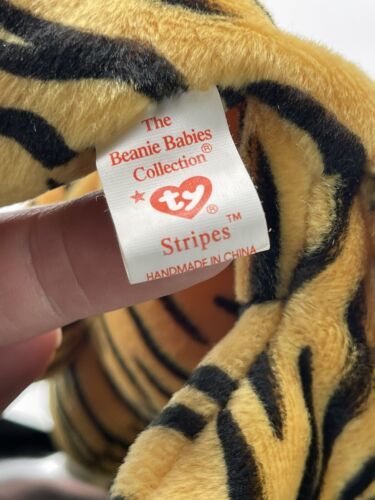 The
Beanie Babies
Collection®
★ ty ®
Stripes™
HANDMADE IN CHINA